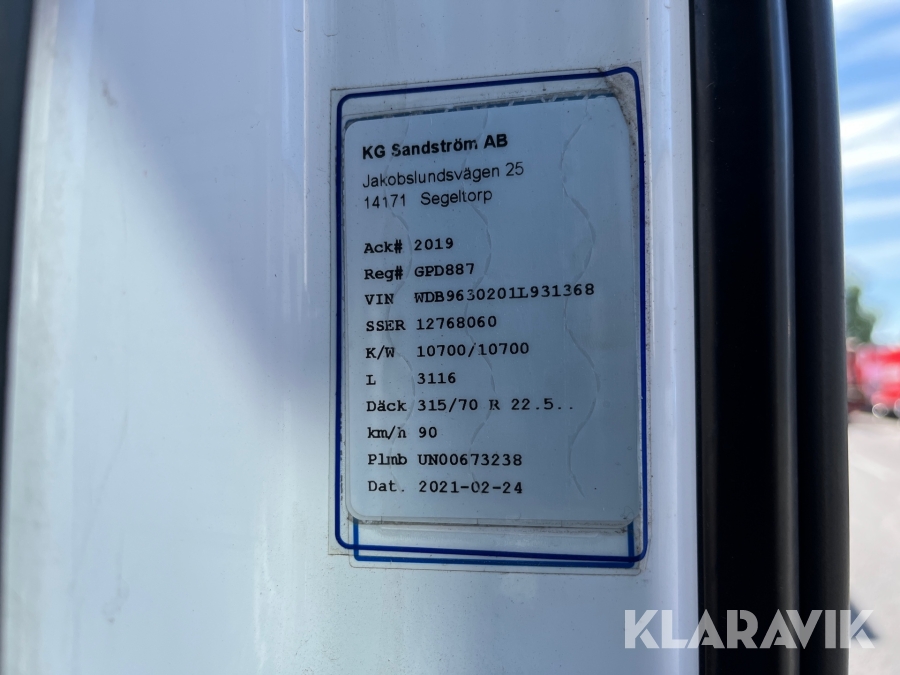 KG Sandström AB
Jakobslundsvägen 25
14171 Segeltorp
Ack# 2019
Reg# GPD887
VIN WDB9630201L931368
SSER 12768060
K/W 10700/10700
L 3116
Däck 315/70 R 22.5..
km/h 90
Plmb UN00673238
Dat. 2021-02-24
KLARAVIK